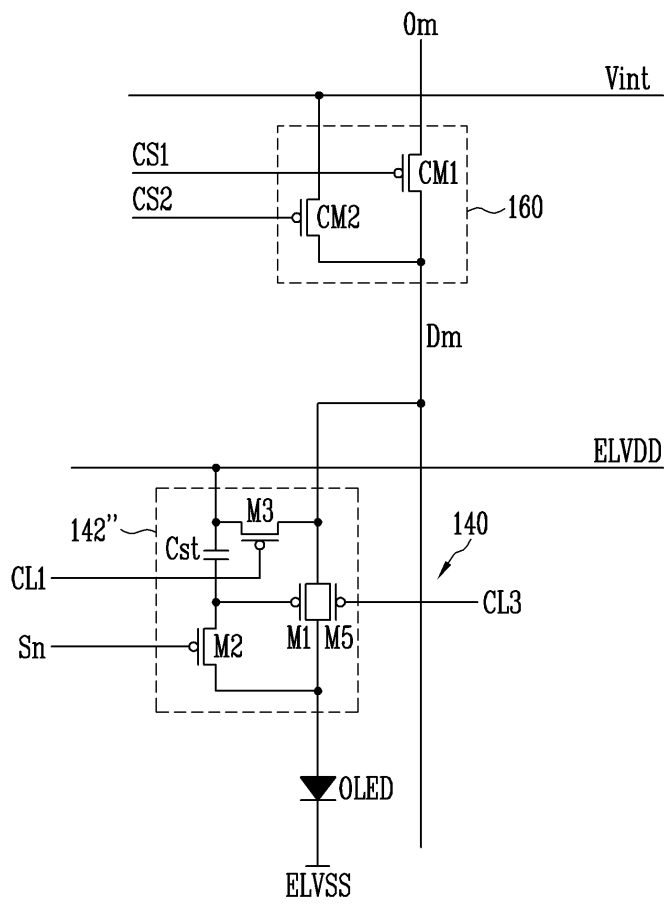 Om
Vint
CS1
CM1
CS2
CM2
160
Dm
ELVDD
142"
M3
140
Cst
CL1
CL3
M1 M5
Sn
M2
OLED
ELVSS